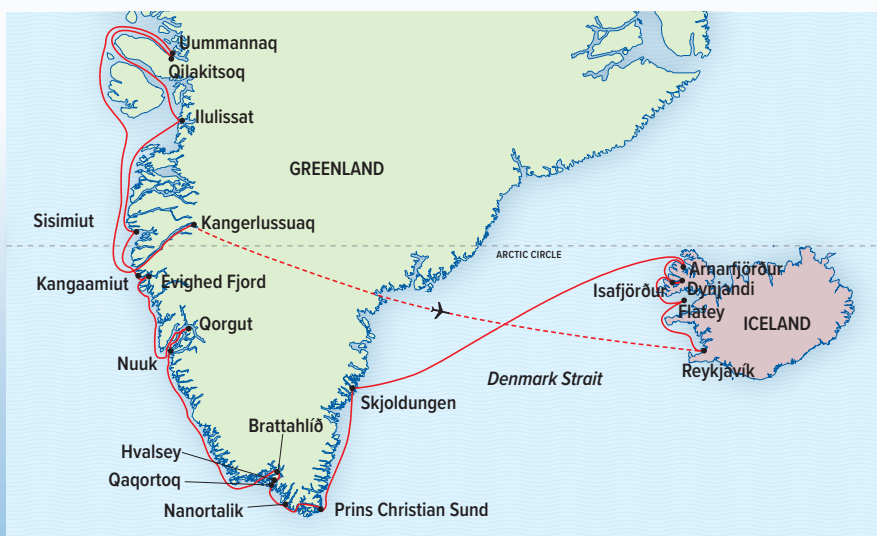 Uummannaq
Qilakitsoq
Ilulissat
GREENLAND
Sisimiut
Kangerlussuaq
ARCTIC CIRCLE
Kangaamiut
Evighed Fjord
Arnarfjörður
Isafjörður
Dynjandi
Flatey
Qorgut
ICELAND
Nuuk
Reykjavík
Denmark Strait
Skjoldungen
Brattahlíð
Hvalsey
Qaqortoq
Nanortalik
Prins Christian Sund